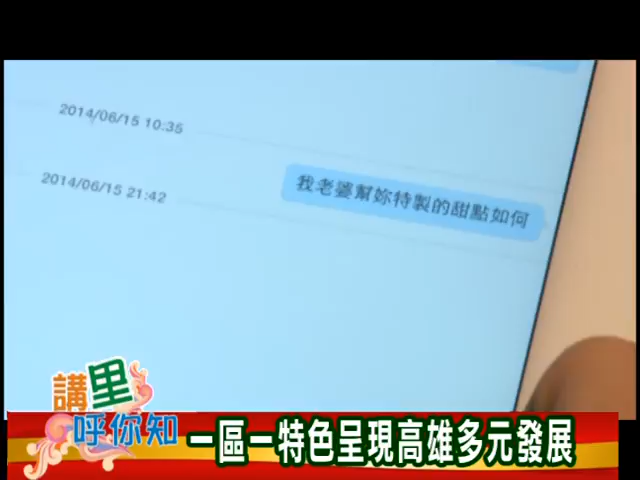 2014/06/15 10:35
2014/06/15 21:42
我老婆幫妳特製的甜點如何
講里
呼你知
一區一特色呈現高雄多元發展